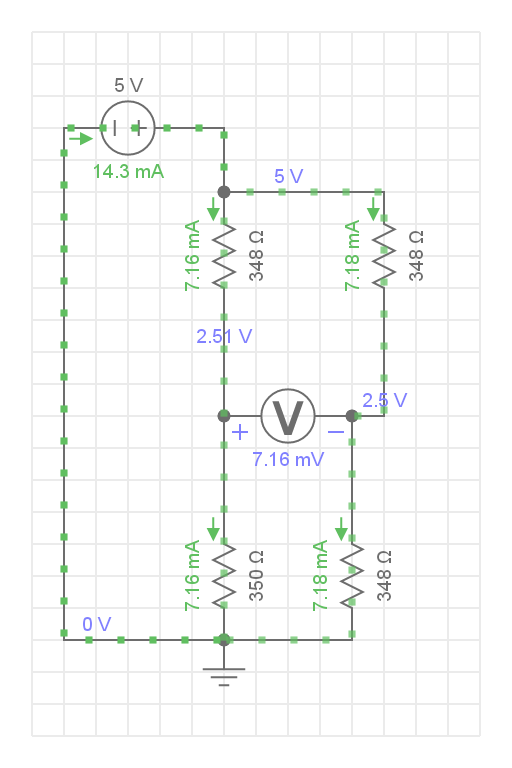 5 V
14.3 mA
5 V
7.16 mA
348 Ω
7.18 mA
348 Ω
2.51 V
2.5 V
+ V −
7.16 mV
7.16 mA
350 Ω
7.18 mA
348 Ω
0 V